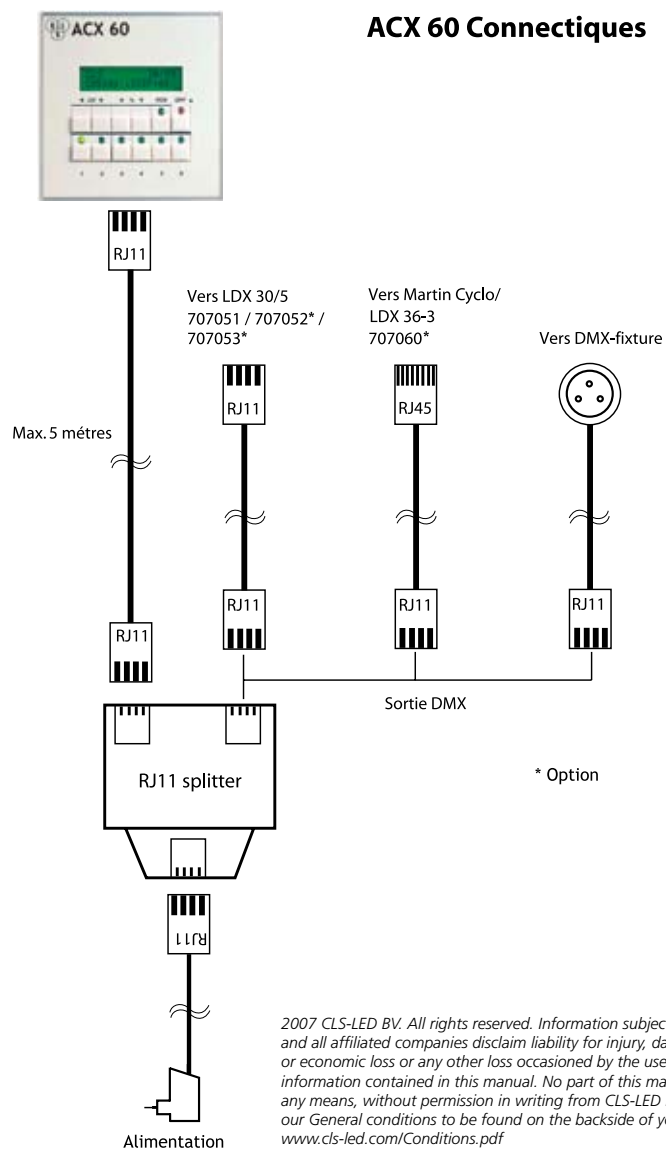 ACX 60 Connectiques
ACX 60
RJ11
Vers LDX 30/5
707051 / 707052* /
707053*
Vers Martin Cyclo/
LDX 36-3
707060*
Vers DMX-fixture
RJ11
RJ45
Max. 5 métres
RJ11
RJ11
RJ11
RJ11
Sortie DMX
RJ11 splitter
* Option
RJ11
2007 CLS-LED BV. All rights reserved. Information subjec
and all affiliated companies disclaim liability for injury, da
or economic loss or any other loss occasioned by the use
information contained in this manual. No part of this ma
any means, without permission in writing from CLS-LED
our General conditions to be found on the backside of y
www.cls-led.com/Conditions.pdf
Alimentation